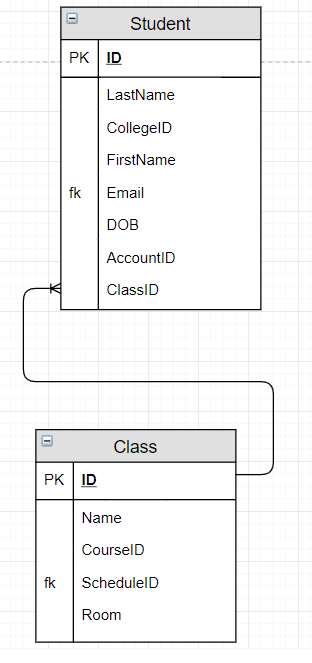 Student
PK ID
LastName
CollegeID
FirstName
fk Email
DOB
AccountID
ClassID
Class
PK ID
Name
CourseID
fk ScheduleID
Room